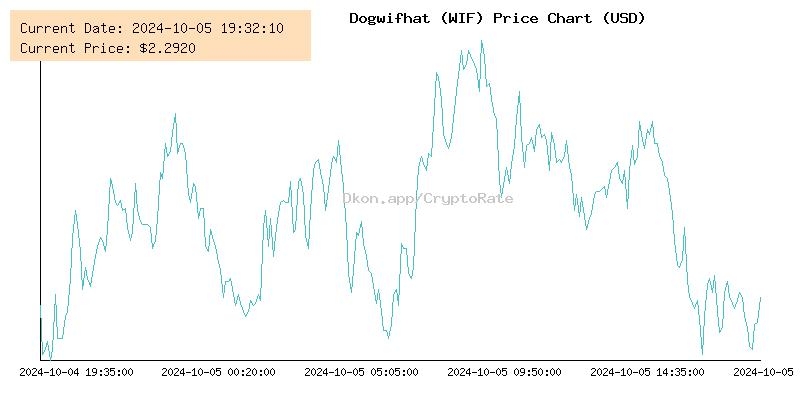 Dogwifhat (WIF) Price Chart (USD)
Current Date: 2024-10-05 19:32:10
Current Price: $2.2920
Okon.app/CryptoRate
2024-10-04 19:35:00 2024-10-05 00:20:00 2024-10-05 05:05:00 2024-10-05 09:50:00 2024-10-05 14:35:00 2024-10-05